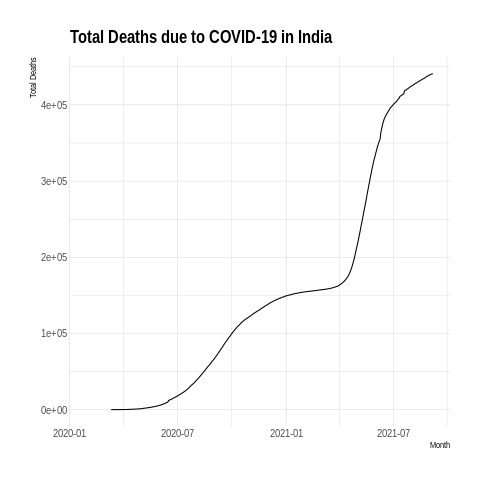 Total Deaths due to COVID-19 in India
Total Deaths
4e+05
3e+05
2e+05
1e+05
0e+00
2020-01 2020-07 2021-01 2021-07
Month